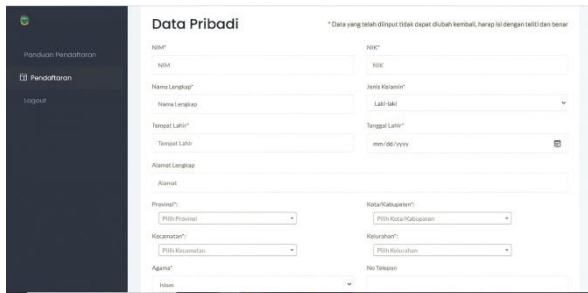 Data Pribadi
* Data yang telah diinput tidak dapat diubah kembali, harap isi dengan teliti dan benar
Panduan Pendaftaran
Pendaftaran
Logout
NIM*
NIK*
NIM
NIK
Nama Lengkap*
Jenis Kelamin*
Nama Lengkap
Laki-laki
Tempat Lahir*
Tanggal Lahir*
Tempat Lahir
mm/dd/yyyy
Alamat Lengkap
Alamat
Provinsi*:
Kota/Kabupaten*:
Pilih Provinsi
Pilih Kota/Kabupaten
Kecamatan*:
Kelurahan*:
Pilih Kecamatan
Pilih Kelurahan
Agama*
No Telepon
Islam